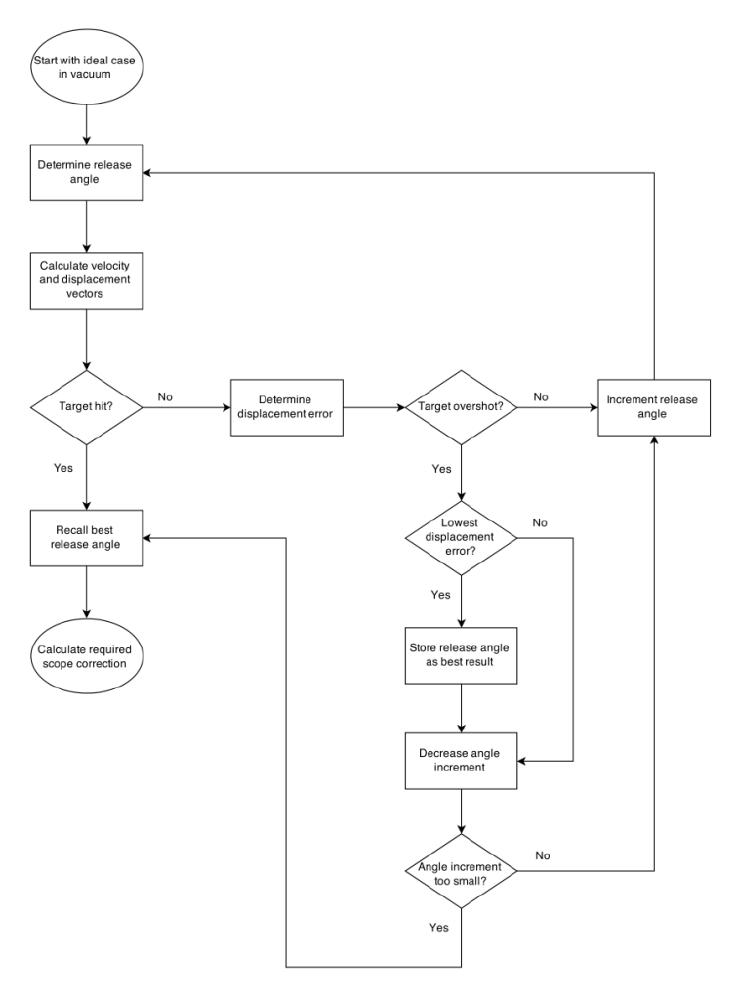 Start with ideal case
in vacuum
Determine release
angle
Calculate velocity
and displacement
vectors
Target hit?
No
Determine
displacement error
Target overshot?
No
Increment release
angle
Yes
Yes
Recall best
release angle
Lowest
displacement
error?
No
Yes
Calculate required
scope correction
Store release angle
as best result
Decrease angle
increment
Angle increment
too small?
No
Yes